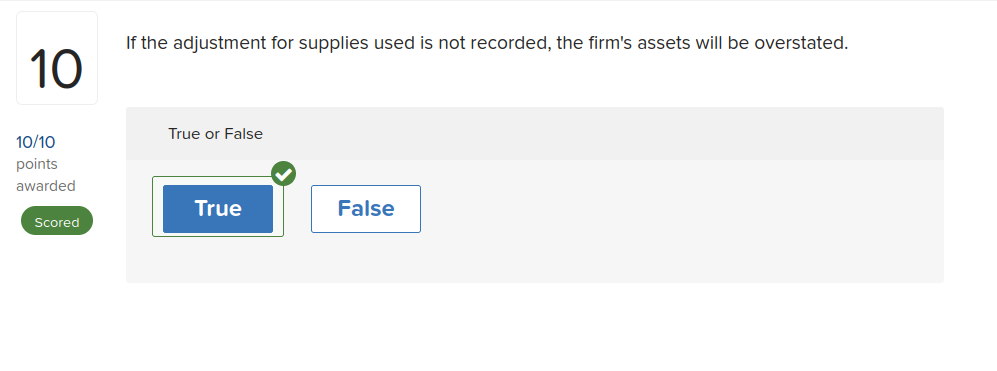 10
If the adjustment for supplies used is not recorded, the firm's assets will be overstated.
10/10
points
awarded
Scored
True or False
True
False